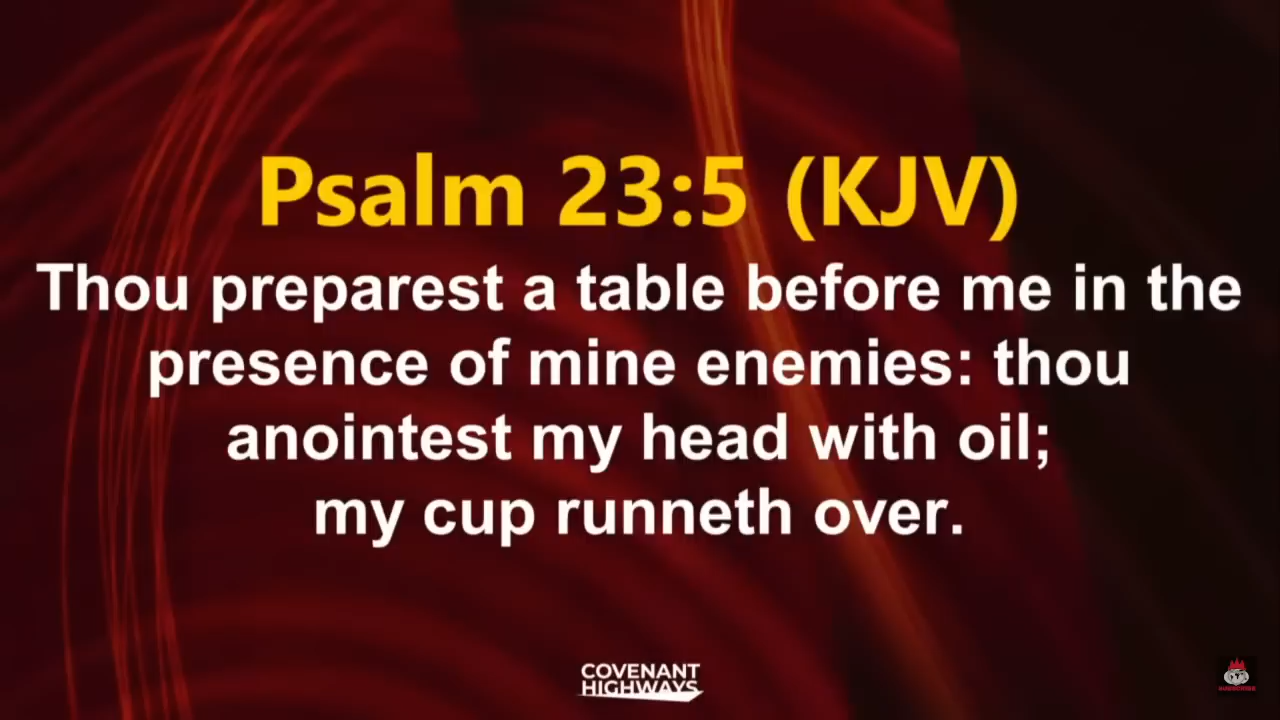 Psalm 23:5 (KJV)
Thou preparest a table before me in the
presence of mine enemies: thou
anointest my head with oil;
my cup runneth over.
COVENANT
HIGHWAYS